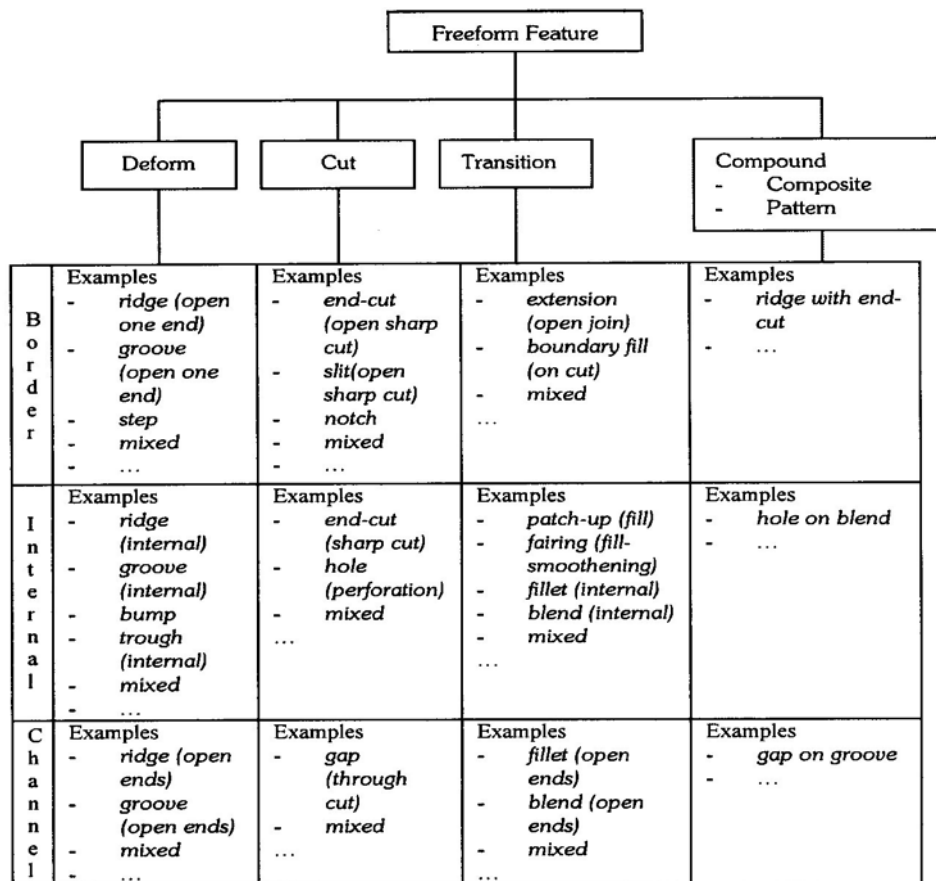 Freeform Feature
Deform
Cut
Transition
Compound
- Composite
- Pattern
Border
Examples
- ridge (open
one end)
- groove
(open one
end)
- step
- mixed
- ...
Examples
- end-cut
(open sharp
cut)
- slit(open
sharp cut)
- notch
- mixed
- ...
Examples
- extension
(open join)
- boundary fill
(on cut)
- mixed
...
Examples
- ridge with end-
cut
- ...
Internal
Examples
- ridge
(internal)
- groove
(internal)
- bump
- trough
(internal)
- mixed
- ...
Examples
- end-cut
(sharp cut)
- hole
(perforation)
- mixed
...
Examples
- patch-up (fill)
- fairing (fill-
smoothening)
- fillet (internal)
- blend (internal)
- mixed
...
Examples
- hole on blend
- ...
Channel
Examples
- ridge (open
ends)
- groove
(open ends)
- mixed
- ...
Examples
- gap
(through
cut)
- mixed
...
Examples
- fillet (open
ends)
- blend (open
ends)
- mixed
...
Examples
- gap on groove
- ...